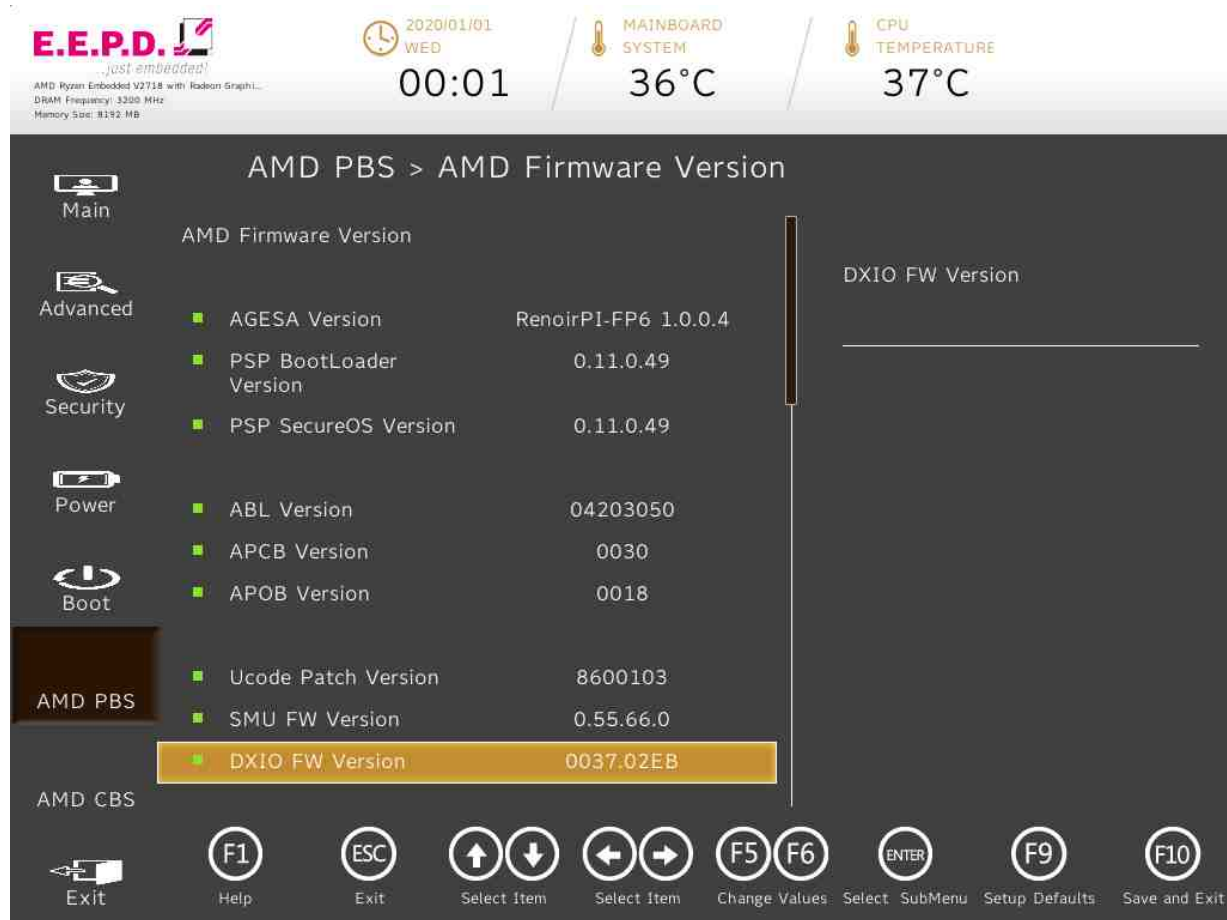 E.E.P.D.
...just embedded!
AMD Ryzen Embedded V2718 with Radeon Graphi...
DRAM Frequency: 3200 MHz
Memory Size: 8192 MB
2020/01/01
WED
00:01
MAINBOARD
SYSTEM
36°C
CPU
TEMPERATURE
37°C
AMD PBS > AMD Firmware Version
Main
Advanced
Security
Power
Boot
AMD PBS
AMD CBS
Exit
AMD Firmware Version
AGESA Version RenoirPI-FP6 1.0.0.4
PSP BootLoader 0.11.0.49
Version
PSP SecureOS Version 0.11.0.49
ABL Version 04203050
APCB Version 0030
APOB Version 0018
Ucode Patch Version 8600103
SMU FW Version 0.55.66.0
DXIO FW Version 0037.02EB
DXIO FW Version
F1 ESC F5 F6 ENTER F9 F10
Help Exit Select Item Select Item Change Values Select SubMenu Setup Defaults Save and Exit